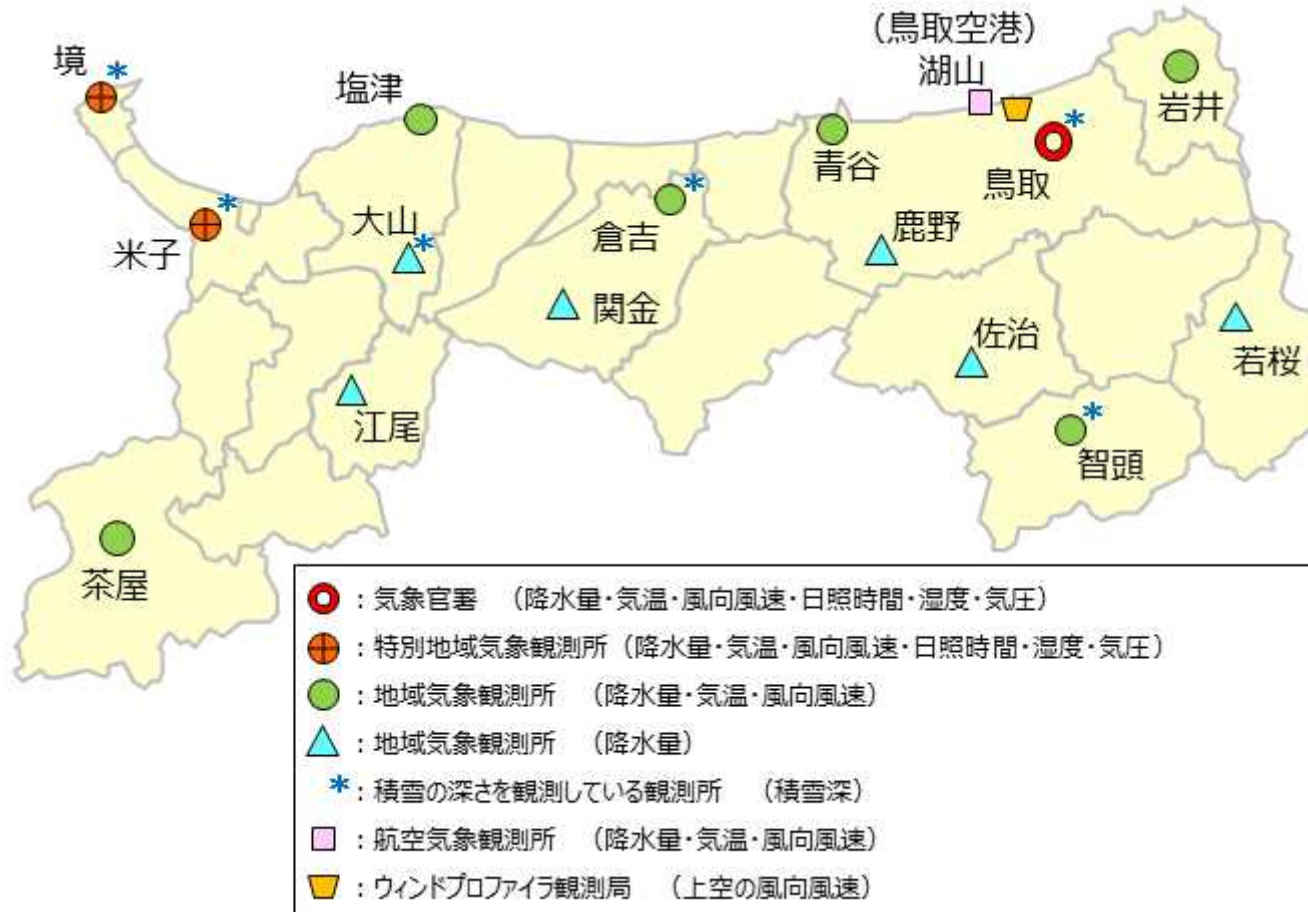 (鳥取空港)
湖山
境
塩津
岩井
青谷
鳥取
大山
倉吉
鹿野
米子
関金
佐治
若桜
江尾
智頭
茶屋
：気象官署 （降水量・気温・風向風速・日照時間・湿度・気圧）
：特別地域気象観測所（降水量・気温・風向風速・日照時間・湿度・気圧）
：地域気象観測所 （降水量・気温・風向風速）
：地域気象観測所 （降水量）
*：積雪の深さを観測している観測所 （積雪深）
：航空気象観測所 （降水量・気温・風向風速）
：ウィンドプロファイラ観測局 （上空の風向風速）